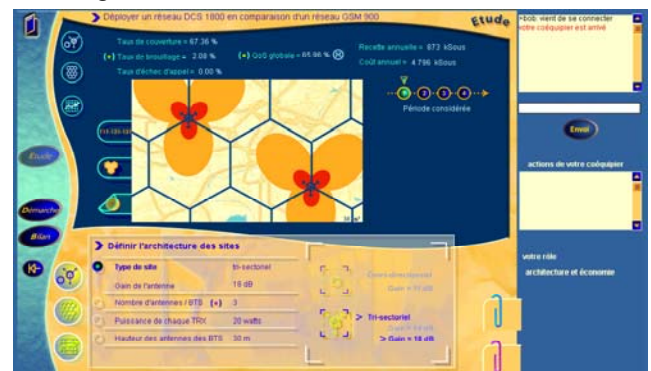 Déployer un réseau DCS 1800 en comparaison d'un réseau GSM 900
Etude
Taux de couverture = 67.36 %
(+) Taux de brouillage = 2.08 %
Taux d'échec d'appel = 0.00 %
(-) QoS globale = 65.96 %
Recette annuelle = 673 kSous
Coût annuel = 4 796 kSous
2
3
4
Période considérée
Etude
Démarche
Bilan
Définir l'architecture des sites
Type de site tri-sectoriel
Gain de l'antenne 18 dB
Nombre d'antennes / BTS (+) 3
Puissance de chaque TRX 20 watts
Hauteur des antennes des BTS 30 m
Omni-directionnel
> Tri-sectoriel
> Gain = 18 dB
>bob: vient de se connecter
votre coéquipier est arrivé
Envoi
actions de votre coéquipier
votre rôle
architecture et économie